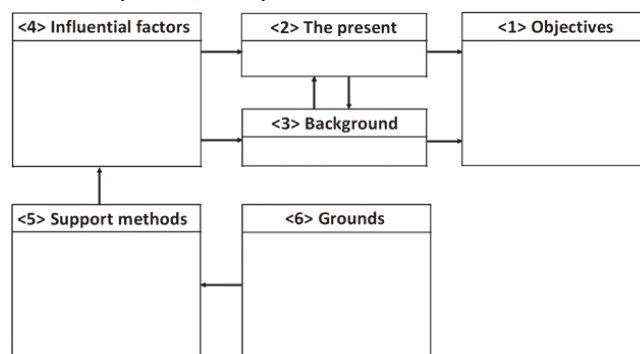 <4> Influential factors
<2> The present
<1> Objectives
<3> Background
<5> Support methods
<6> Grounds